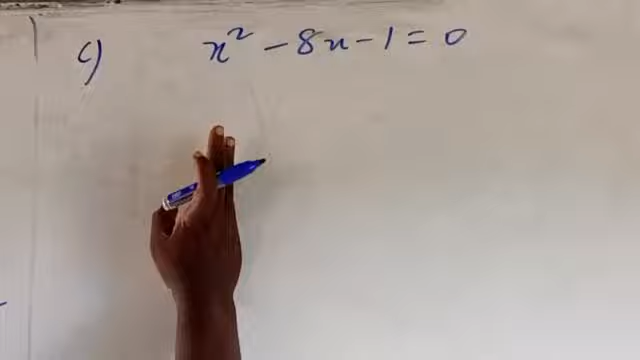 c) x² - 8x - 1 = 0